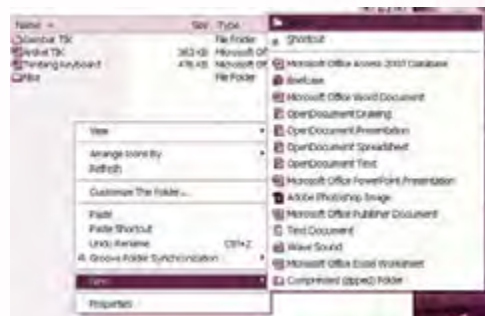 Name Size Type
Gambar TIK File Folder
Artikel TIK 363 KB Microsoft Of
Tentang Keyboard 476 KB Microsoft Of
File Folder
View
Arrange Icons By
Refresh
Customize This Folder...
Paste
Paste Shortcut
Undo Rename Ctrl+Z
Groove Folder Synchronization
New
Properties
Shortcut
Microsoft Office Access 2007 Database
Briefcase
Microsoft Office Word Document
OpenDocument Drawing
OpenDocument Presentation
OpenDocument Spreadsheet
OpenDocument Text
Microsoft Office PowerPoint Presentation
Adobe Photoshop Image
Microsoft Office Publisher Document
Text Document
Wave Sound
Microsoft Office Excel Worksheet
Compressed (zipped) Folder